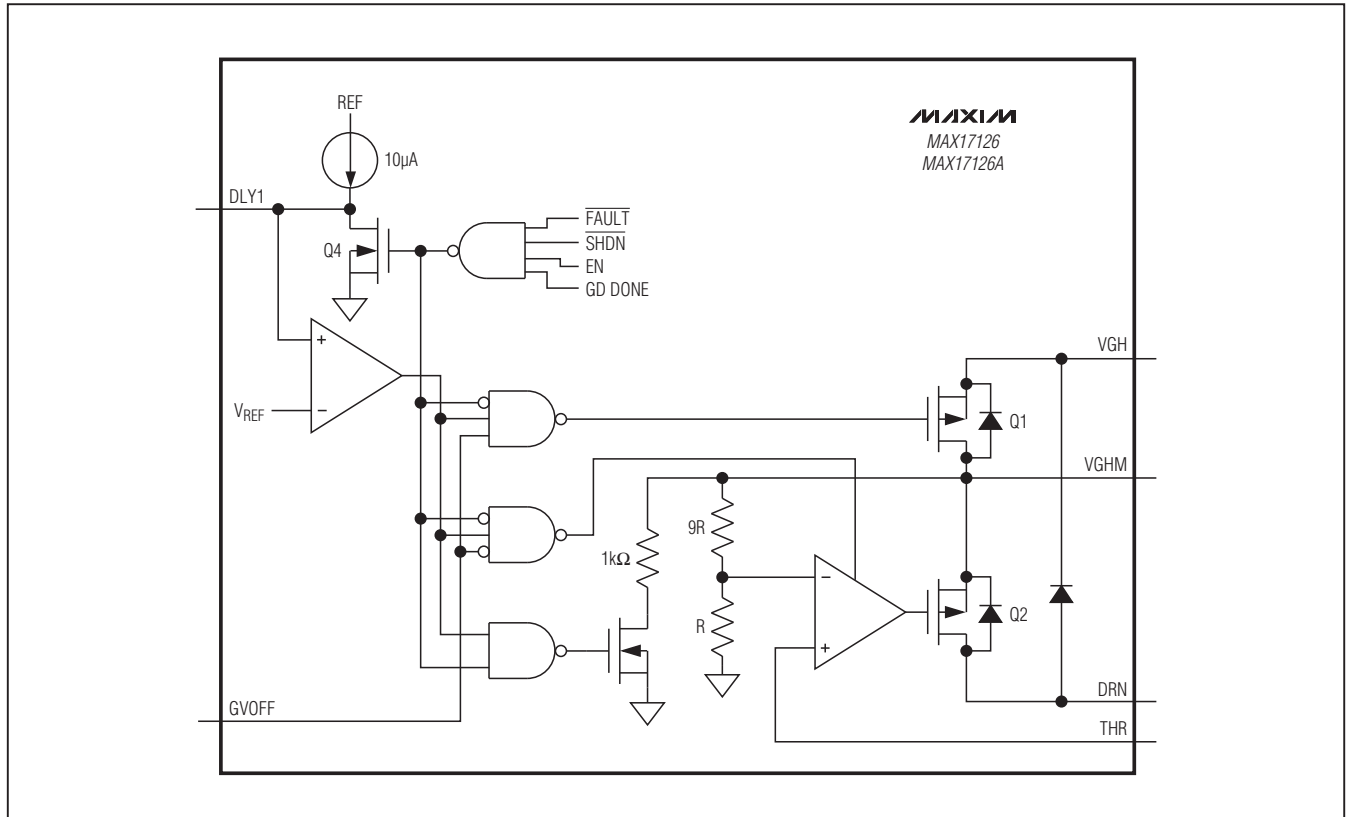 REF
MAXIM
MAX17126
MAX17126A
10µA
DLY1
FAULT
Q4
SHDN
EN
GD DONE
+
VGH
VREF
−
Q1
VGHM
9R
1kΩ
−
R
Q2
+
DRN
GVOFF
THR